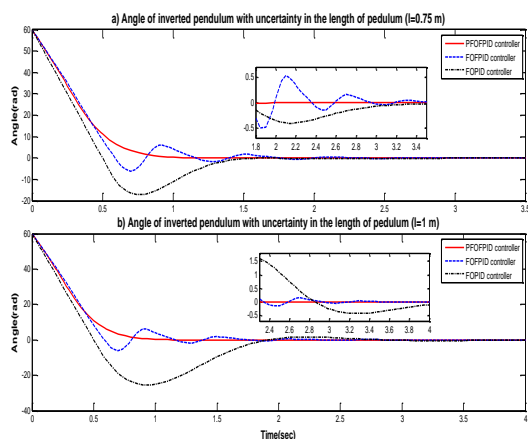 a) Angle of inverted pendulum with uncertainty in the length of pedulum (l=0.75 m)
60
50
40
30
20
10
0
-10
-20
Angle(rad)
PFOFPID controller
FOFPID controller
FOPID controller
0.5
0
-0.5
1.8 2 2.2 2.4 2.6 2.8 3 3.2 3.4
0 0.5 1 1.5 2 2.5 3 3.5
Time(sec)
b) Angle of inverted pendulum with uncertainty in the length of pedulum (l=1 m)
60
40
20
0
-20
-40
Angle(rad)
PFOFPID controller
FOFPID controller
FOPID controller
1.5
1
0.5
0
-0.5
2.4 2.6 2.8 3 3.2 3.4 3.6 3.8 4
0 0.5 1 1.5 2 2.5 3 3.5 4
Time(sec)